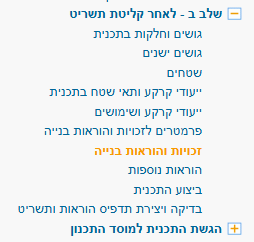 שלב ב - לאחר קליטת תשריט
גושים וחלקות בתכנית
גושים ישנים
שטחים
ייעודי קרקע ותאי שטח בתכנית
ייעודי קרקע ושימושים
פרמטרים לזכויות והוראות בנייה
זכויות והוראות בנייה
הוראות נוספות
ביצוע התכנית
בדיקה ויצירת תדפיס הוראות ותשריט
הגשת התכנית למוסד התכנון